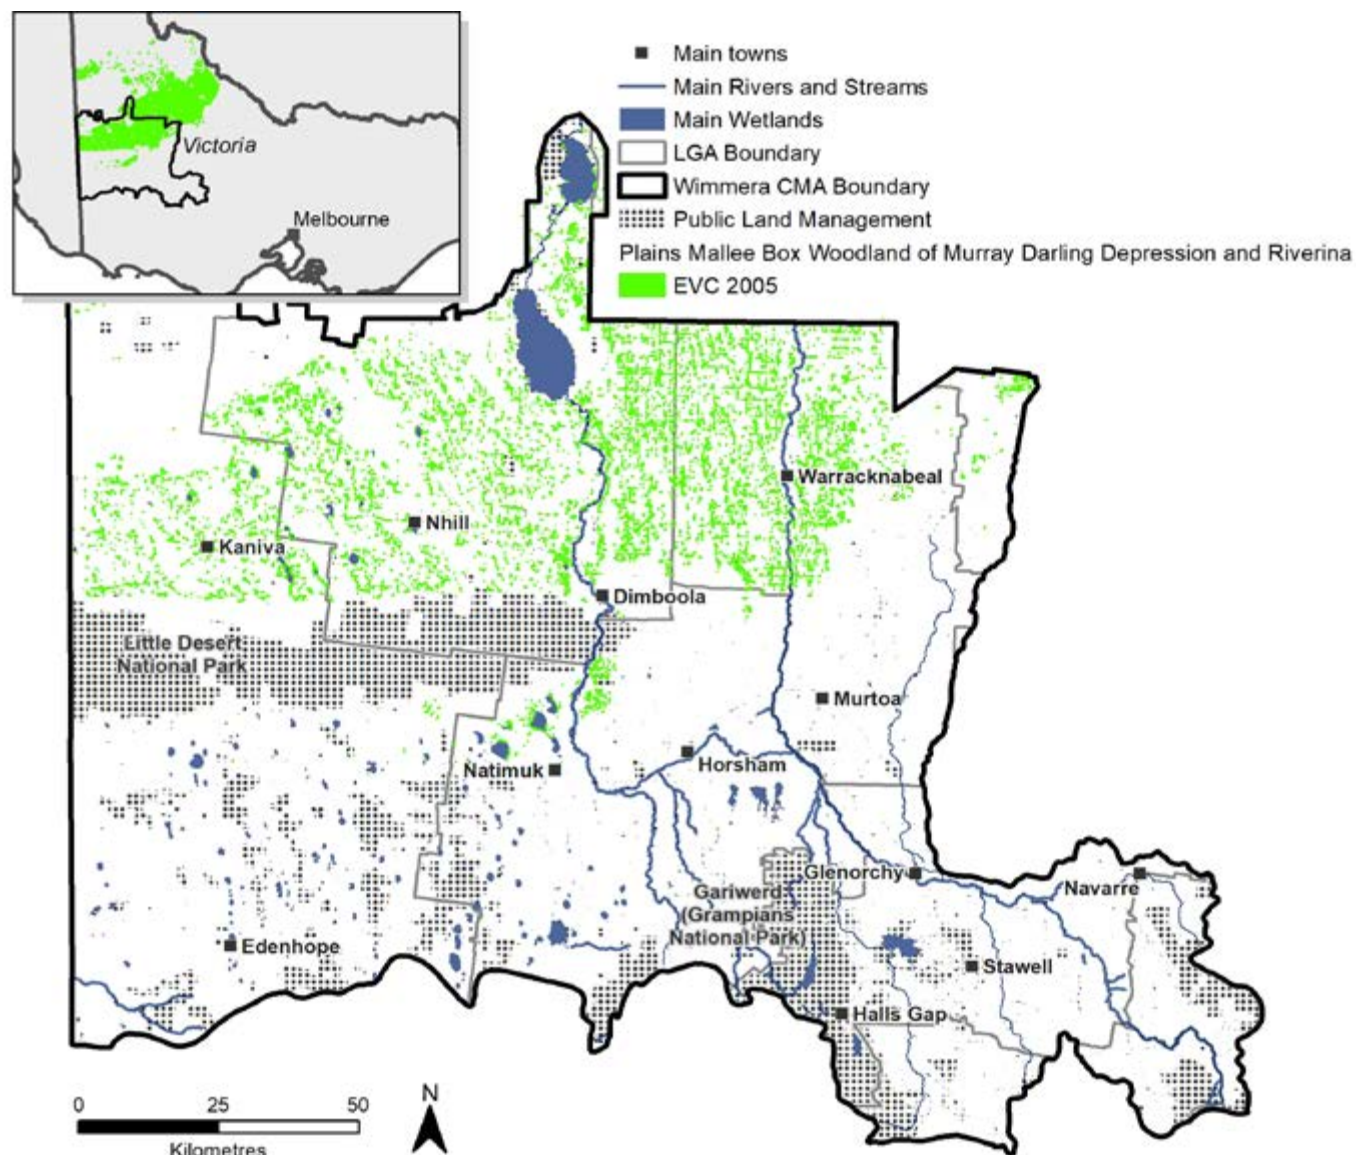 Victoria
Melbourne
Main towns
Main Rivers and Streams
Main Wetlands
LGA Boundary
Wimmera CMA Boundary
Public Land Management
Plains Mallee Box Woodland of Murray Darling Depression and Riverina
EVC 2005
Warracknabeal
Nhill
Kaniva
Dimboola
Little Desert
National Park
Murtoa
Natimuk
Horsham
Glenorchy
Navarre
Gariwerd
(Grampians
National Park)
Edenhope
Stawell
Halls Gap
0 25 50
Kilometres
N